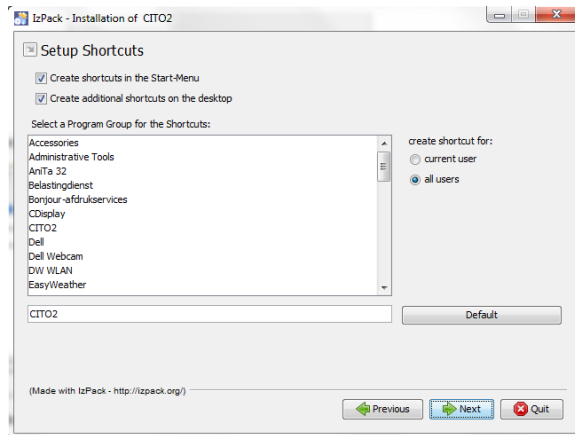 IzPack - Installation of CITO2
Setup Shortcuts
Create shortcuts in the Start-Menu
Create additional shortcuts on the desktop
Select a Program Group for the Shortcuts:
Accessories
Administrative Tools
AniTa 32
Belastingdienst
Bonjour-afdrukservices
CDisplay
CITO2
Dell
Dell Webcam
DW WLAN
EasyWeather
create shortcut for:
current user
all users
CITO2
Default
(Made with IzPack - http://izpack.org/)
Previous
Next
Quit